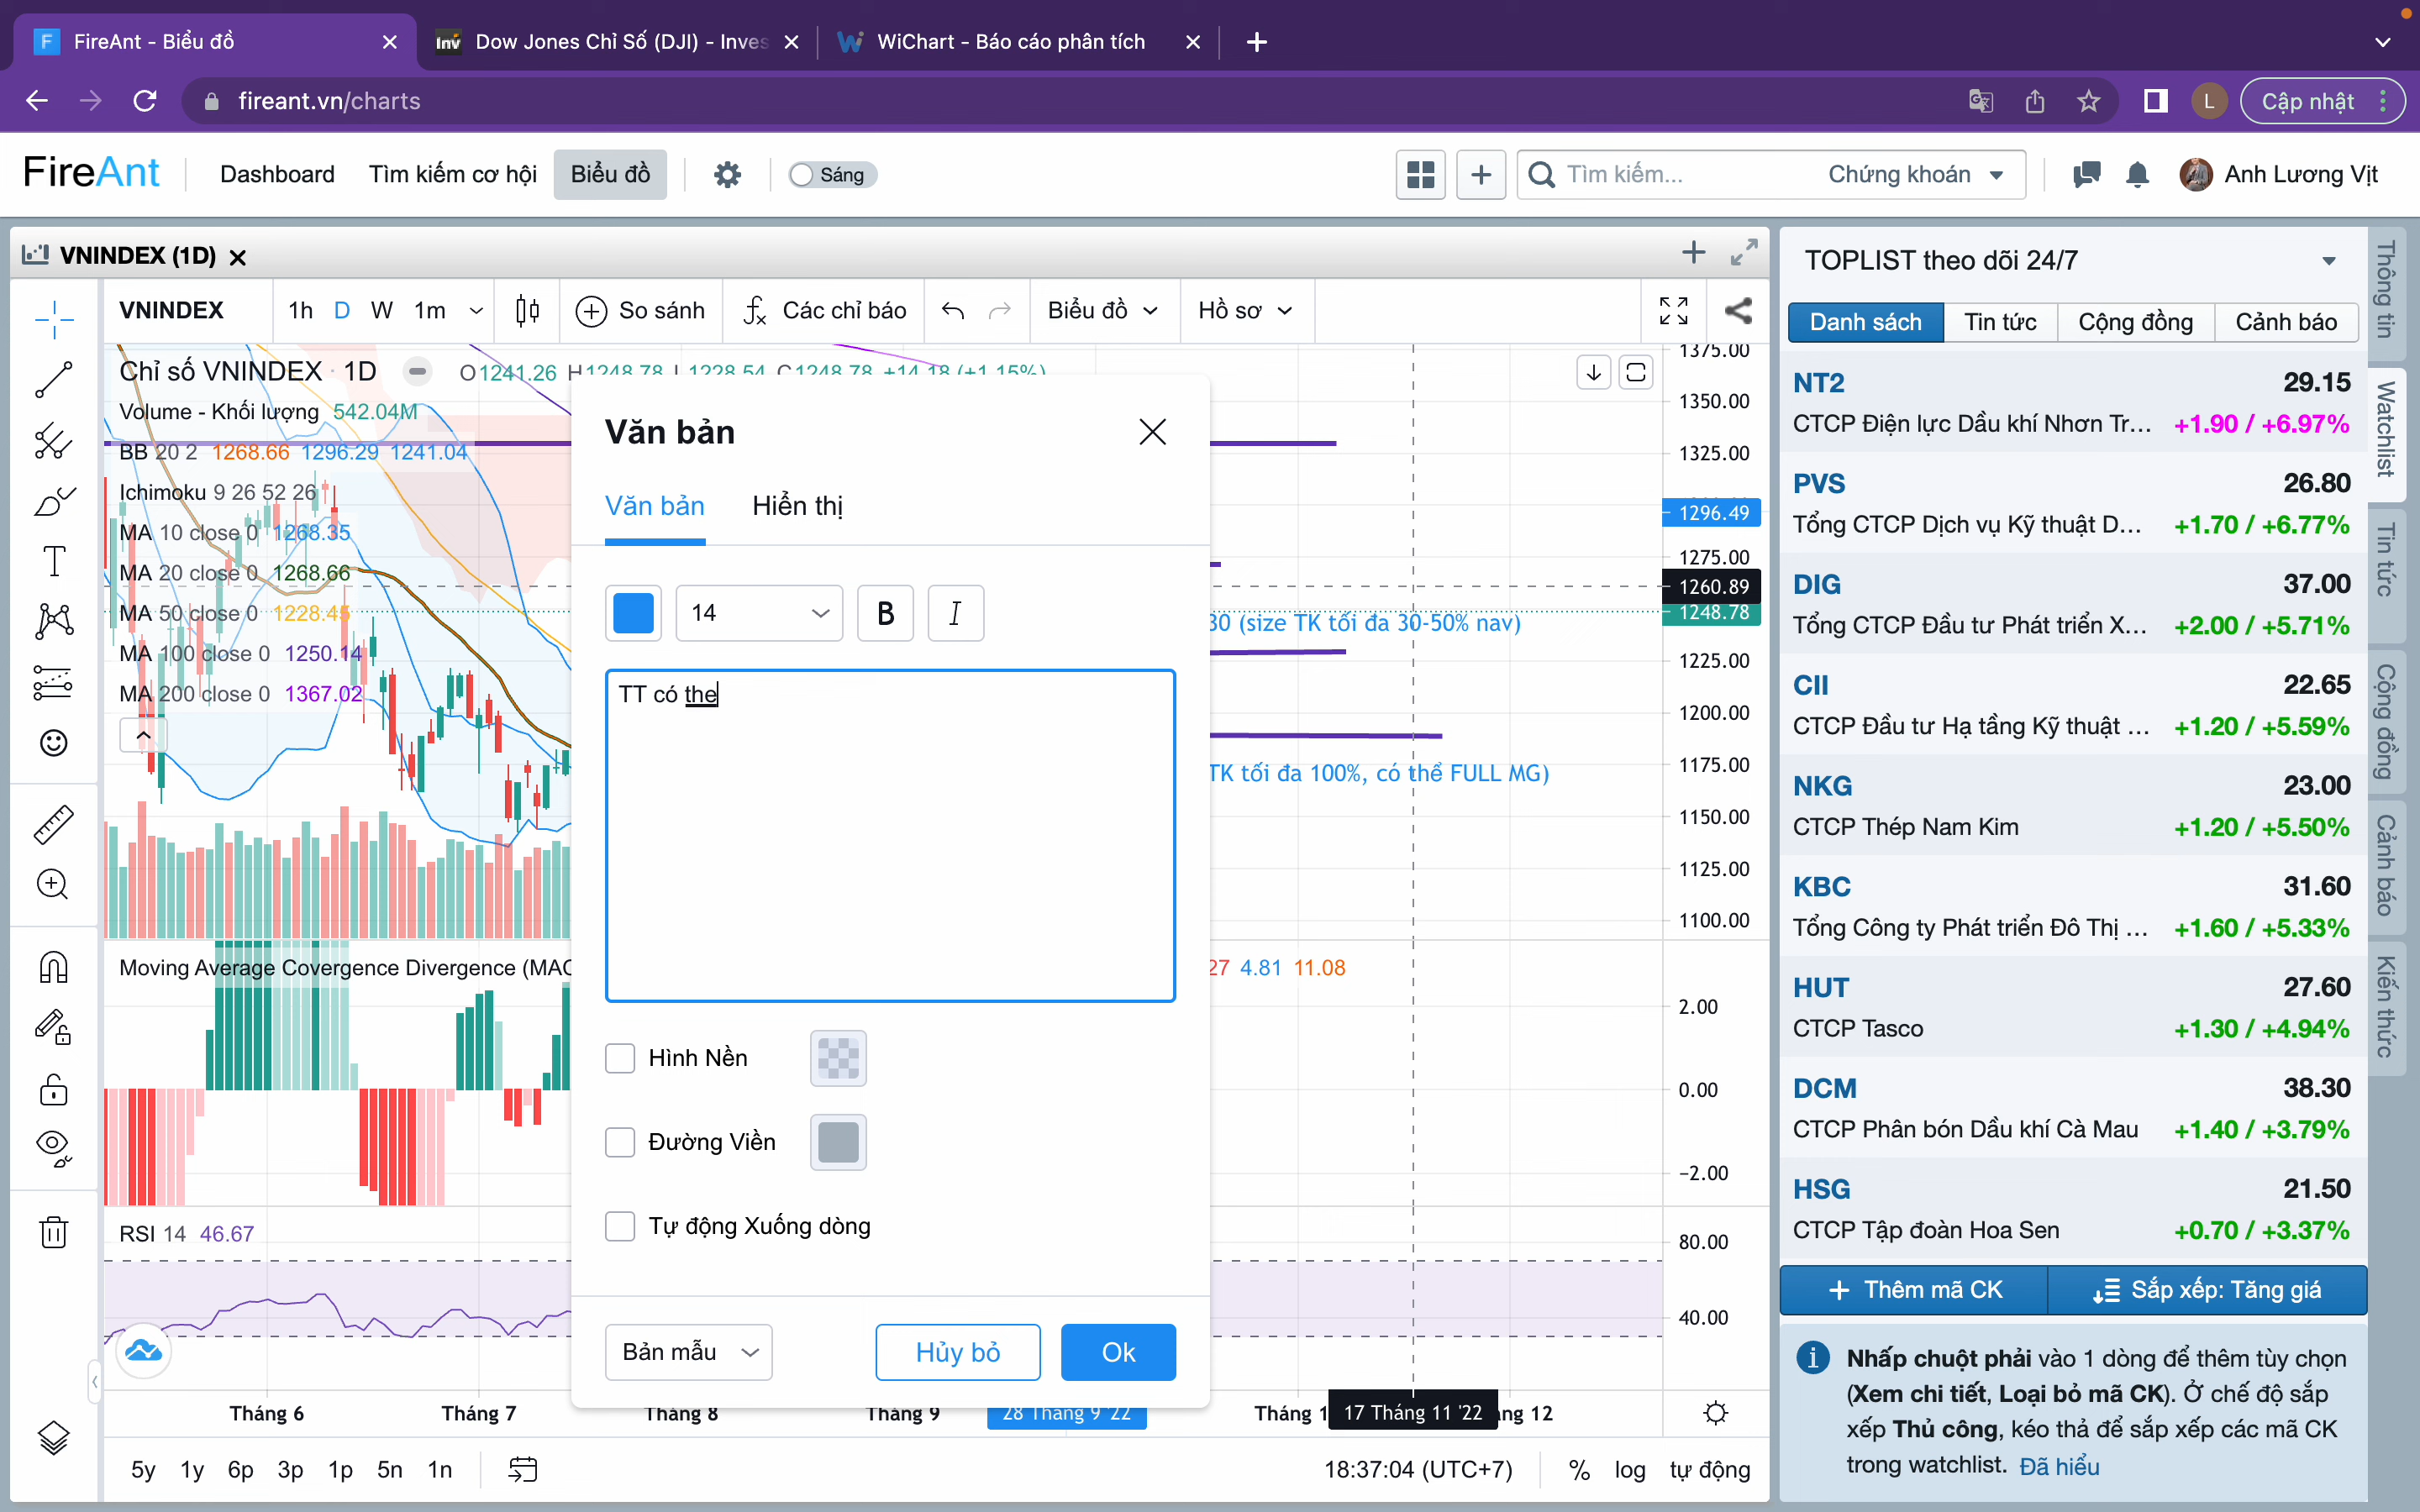 FireAnt - Biểu đồ
Dow Jones Chỉ Số (DJI) - Inves
WiChart - Báo cáo phân tích
fireant.vn/charts
L
Cập nhật
FireAnt
Dashboard
Tìm kiếm cơ hội
Biểu đồ
Sáng
Tìm kiếm...
Chứng khoán
Anh Lương Vịt
VNINDEX (1D)
VNINDEX
1h D W 1m
So sánh
Các chỉ báo
Biểu đồ
Hồ sơ
Chỉ số VNINDEX · 1D
O1241.26 H1248.78 L1228.54 C1248.78 +14.18 (+1.15%)
Volume - Khối lượng 542.04M
BB 20 2 1268.66 1296.29 1241.04
Ichimoku 9 26 52 26
MA 10 close 0 1268.35
MA 20 close 0 1268.66
MA 50 close 0 1228.45
MA 100 close 0 1250.14
MA 200 close 0 1367.02
Moving Average Covergence Divergence (MAC
27 4.81 11.08
RSI 14 46.67
Văn bản
Văn bản
Hiển thị
14
B
I
TT có the
Hình Nền
Đường Viền
Tự động Xuống dòng
Bản mẫu
Hủy bỏ
Ok
30 (size TK tối đa 30-50% nav)
TK tối đa 100%, có thể FULL MG)
1375.00
1350.00
1325.00
1296.49
1275.00
1260.89
1248.78
1225.00
1200.00
1175.00
1150.00
1125.00
1100.00
2.00
0.00
-2.00
80.00
40.00
Tháng 6
Tháng 7
Tháng 8
Tháng 9
28 Tháng 9 '22
Tháng 1
17 Tháng 11 '22
ng 12
5y 1y 6p 3p 1p 5n 1n
18:37:04 (UTC+7)
%
log
tự động
TOPLIST theo dõi 24/7
Danh sách
Tin tức
Cộng đồng
Cảnh báo
NT2 29.15
CTCP Điện lực Dầu khí Nhơn Tr... +1.90 / +6.97%
PVS 26.80
Tổng CTCP Dịch vụ Kỹ thuật D... +1.70 / +6.77%
DIG 37.00
Tổng CTCP Đầu tư Phát triển X... +2.00 / +5.71%
CII 22.65
CTCP Đầu tư Hạ tầng Kỹ thuật ... +1.20 / +5.59%
NKG 23.00
CTCP Thép Nam Kim +1.20 / +5.50%
KBC 31.60
Tổng Công ty Phát triển Đô Thị ... +1.60 / +5.33%
HUT 27.60
CTCP Tasco +1.30 / +4.94%
DCM 38.30
CTCP Phân bón Dầu khí Cà Mau +1.40 / +3.79%
HSG 21.50
CTCP Tập đoàn Hoa Sen +0.70 / +3.37%
Thêm mã CK
Sắp xếp: Tăng giá
Nhấp chuột phải vào 1 dòng để thêm tùy chọn
(Xem chi tiết, Loại bỏ mã CK). Ở chế độ sắp
xếp Thủ công, kéo thả để sắp xếp các mã CK
trong watchlist. Đã hiểu
Thông tin
Watchlist
Tin tức
Cộng đồng
Cảnh báo
Kiến thức